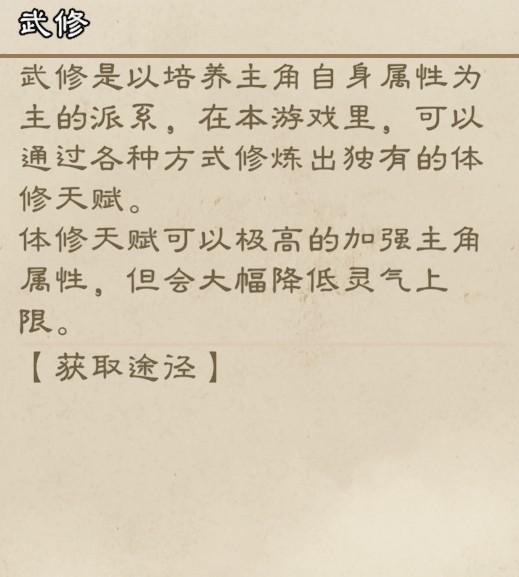 武修
武修是以培养主角自身属性为
主的派系，在本游戏里，可以
通过各种方式修炼出独有的体
修天赋。
体修天赋可以极高的加强主角
属性，但会大幅降低灵气上
限。
【获取途径】